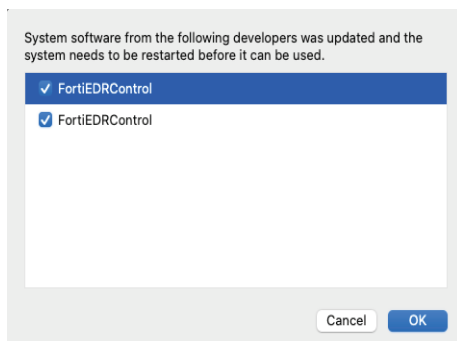 System software from the following developers was updated and the
system needs to be restarted before it can be used.
FortiEDRControl
FortiEDRControl
Cancel OK